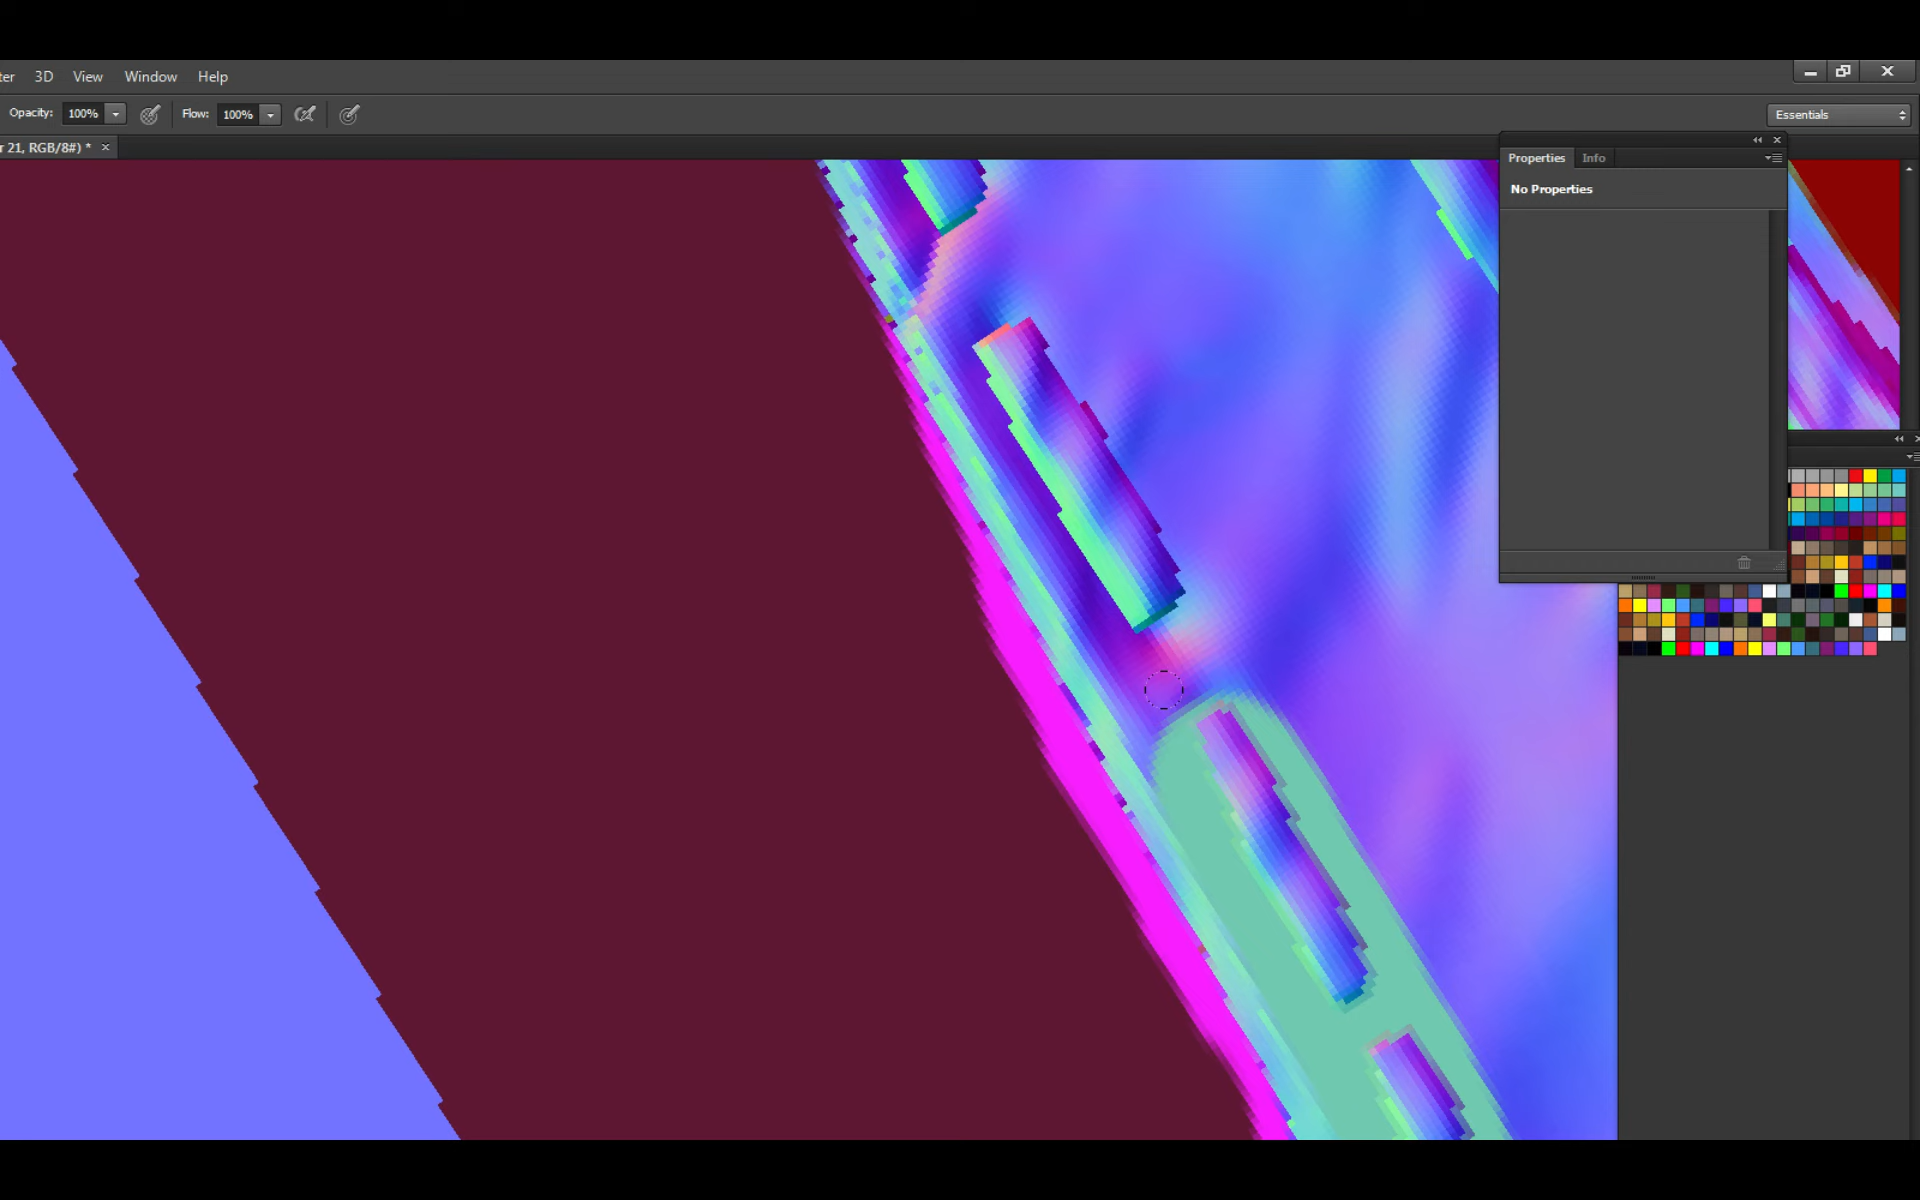 ter 3D View Window Help
Opacity: 100% Flow: 100% Essentials
r 21, RGB/8#) * ×
Properties Info
No Properties